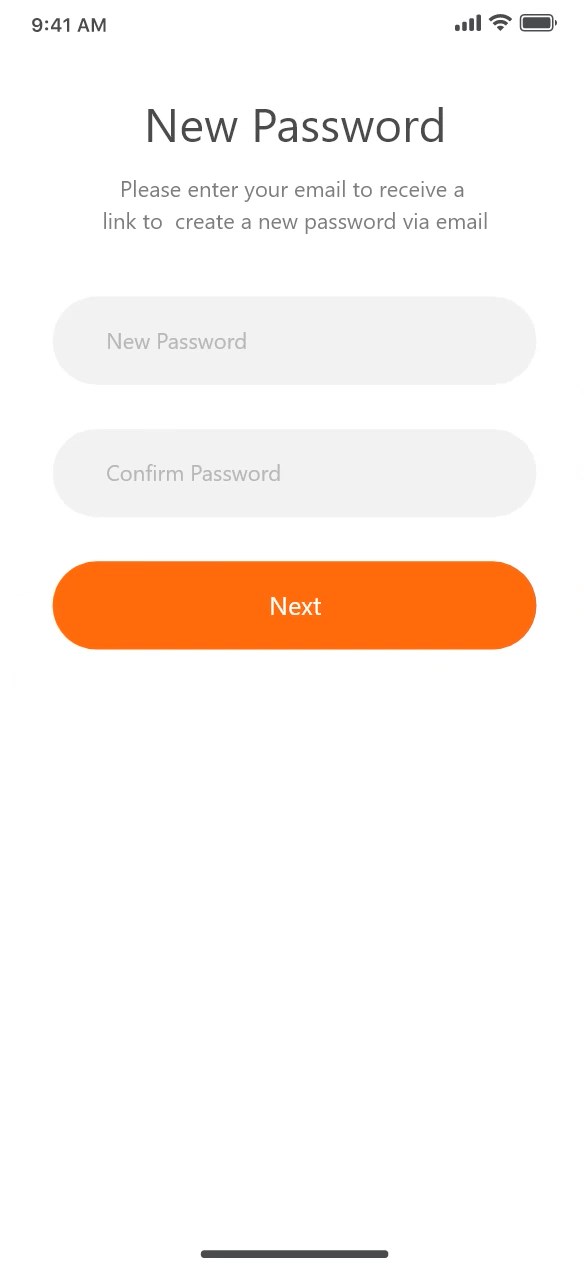 9:41 AM
New Password
Please enter your email to receive a
link to  create a new password via email
New Password
Confirm Password
Next